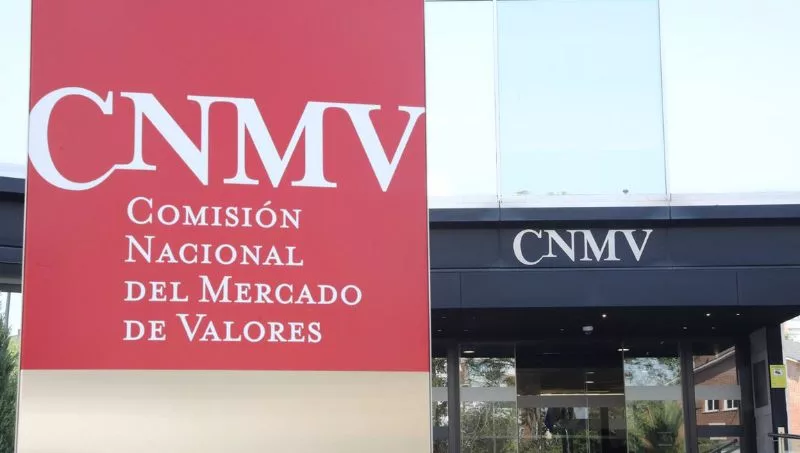 CNMV
COMISIÓN
NACIONAL
DEL MERCADO
DE VALORES
CNMV